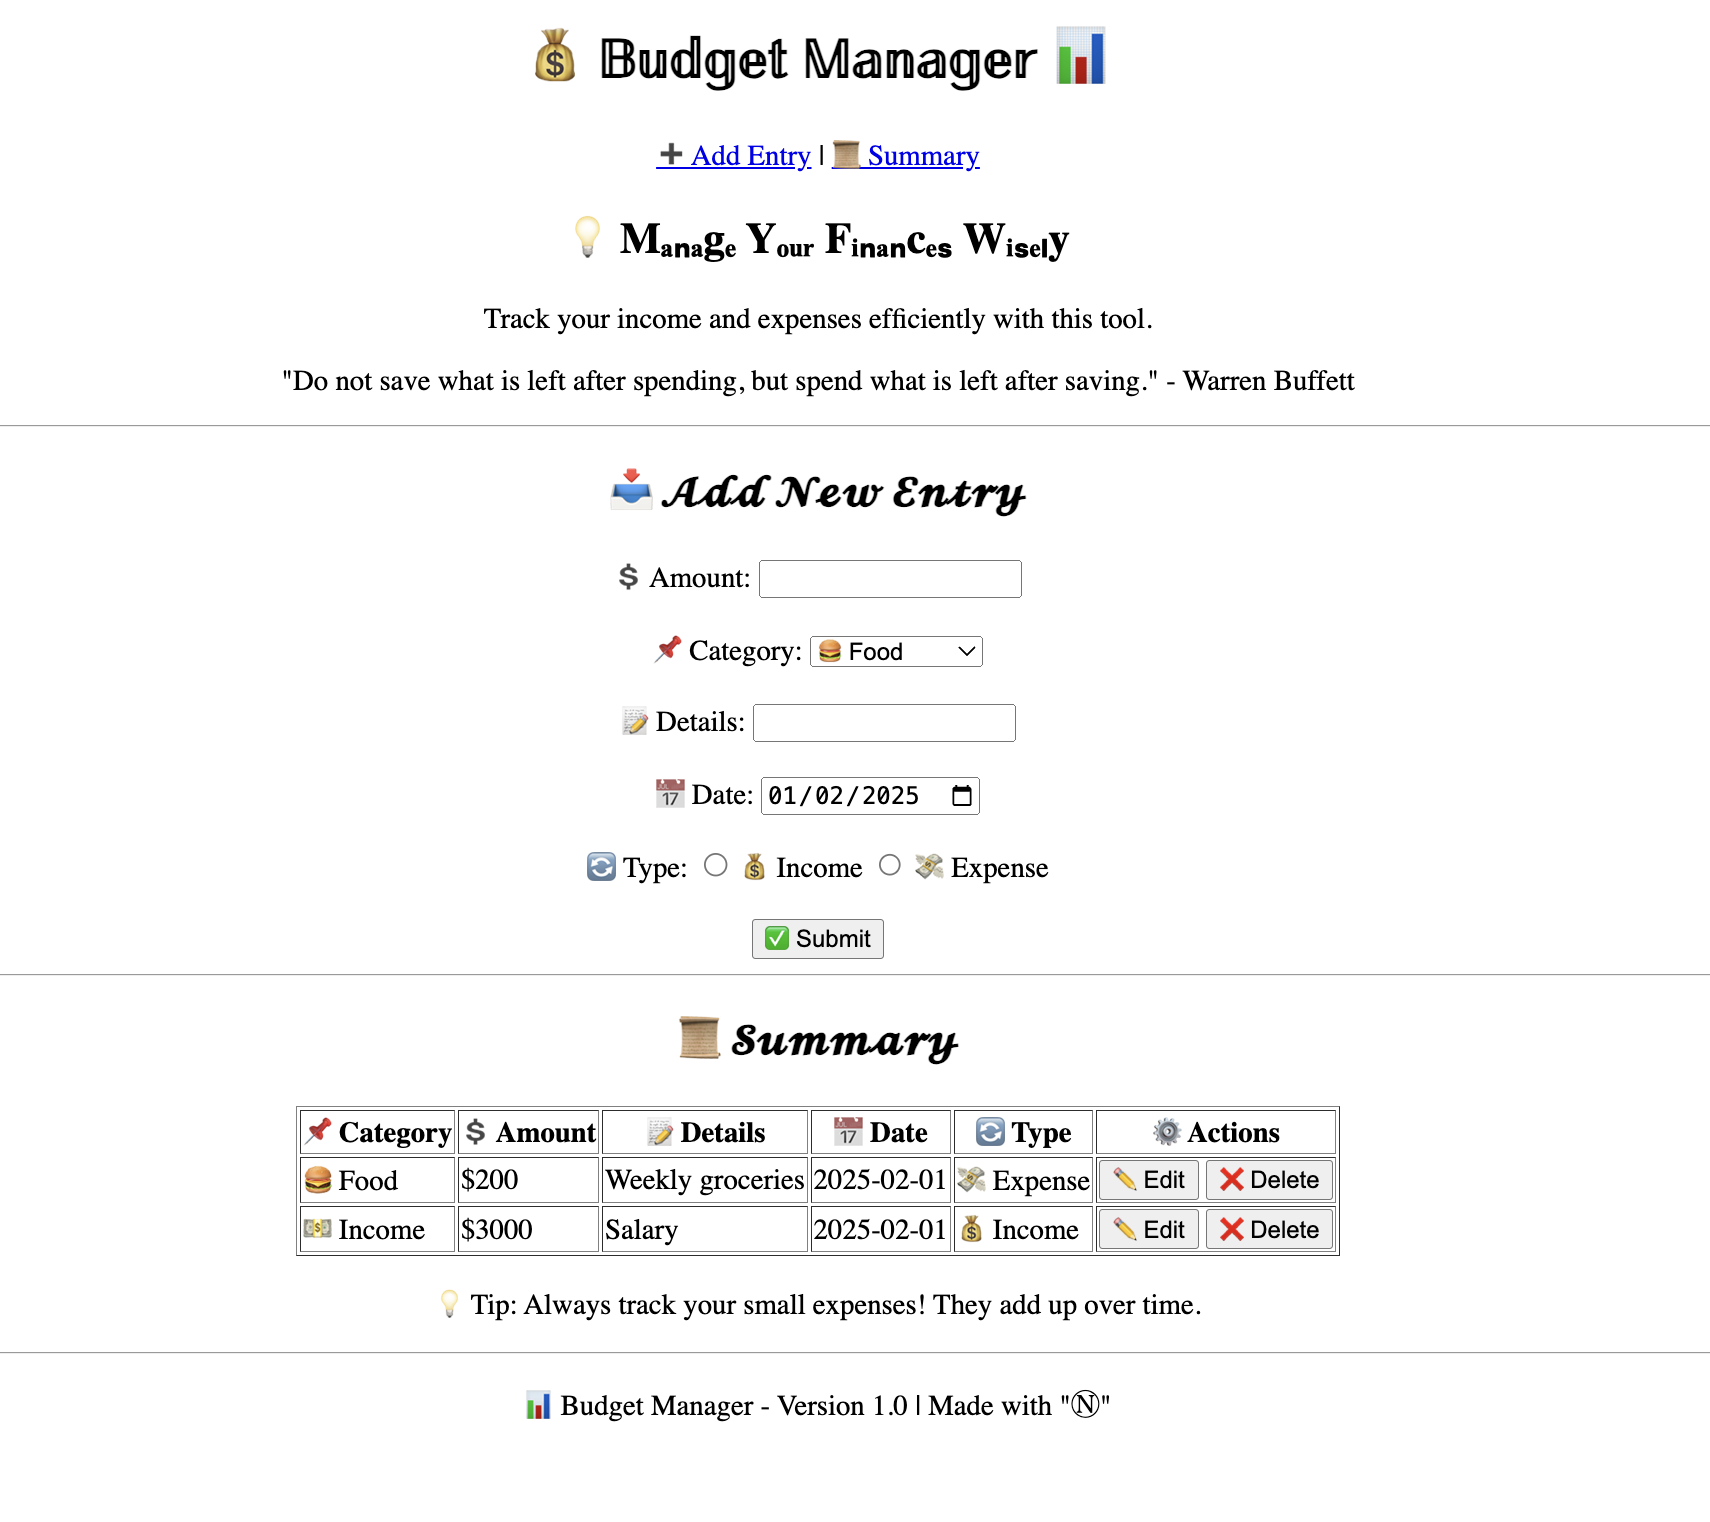 💰 𝔹udget 𝕄anager 📊
➕ Add Entry | 📜 Summary
💡 Mₐₙₐgₑ Yₒᵤᵣ Fᵢₙₐₙcₑₛ Wᵢₛₑₗy
Track your income and expenses efficiently with this tool.
"Do not save what is left after spending, but spend what is left after saving." - Warren Buffett
📥 𝓐𝓭𝓭 𝓝𝓮𝔀 𝓔𝓷𝓽𝓻𝔂
💲 Amount:
📌 Category: 🍔 Food
📝 Details:
📅 Date: 01/02/2025
🔄 Type: 💰 Income 💸 Expense
✅ Submit
📜 𝓢𝓾𝓶𝓶𝓪𝓻𝔂
📌 Category 💲 Amount 📝 Details 📅 Date 🔄 Type ⚙️ Actions
🍔 Food $200 Weekly groceries 2025-02-01 💸 Expense ✏️ Edit ❌ Delete
💵 Income $3000 Salary 2025-02-01 💰 Income ✏️ Edit ❌ Delete
💡 Tip: Always track your small expenses! They add up over time.
📊 Budget Manager - Version 1.0 | Made with "Ⓝ"